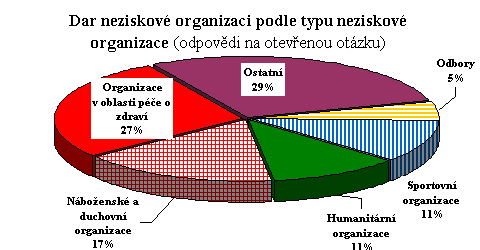 Dar neziskové organizaci podle typu neziskové
organizace (odpovědi na otevřenou otázku)
Ostatní
29%
Odbory
5%
Organizace
v oblasti péče o
zdraví
27%
Sportovní
organizace
11%
Náboženské a
duchovní
organizace
17%
Humanitární
organizace
11%